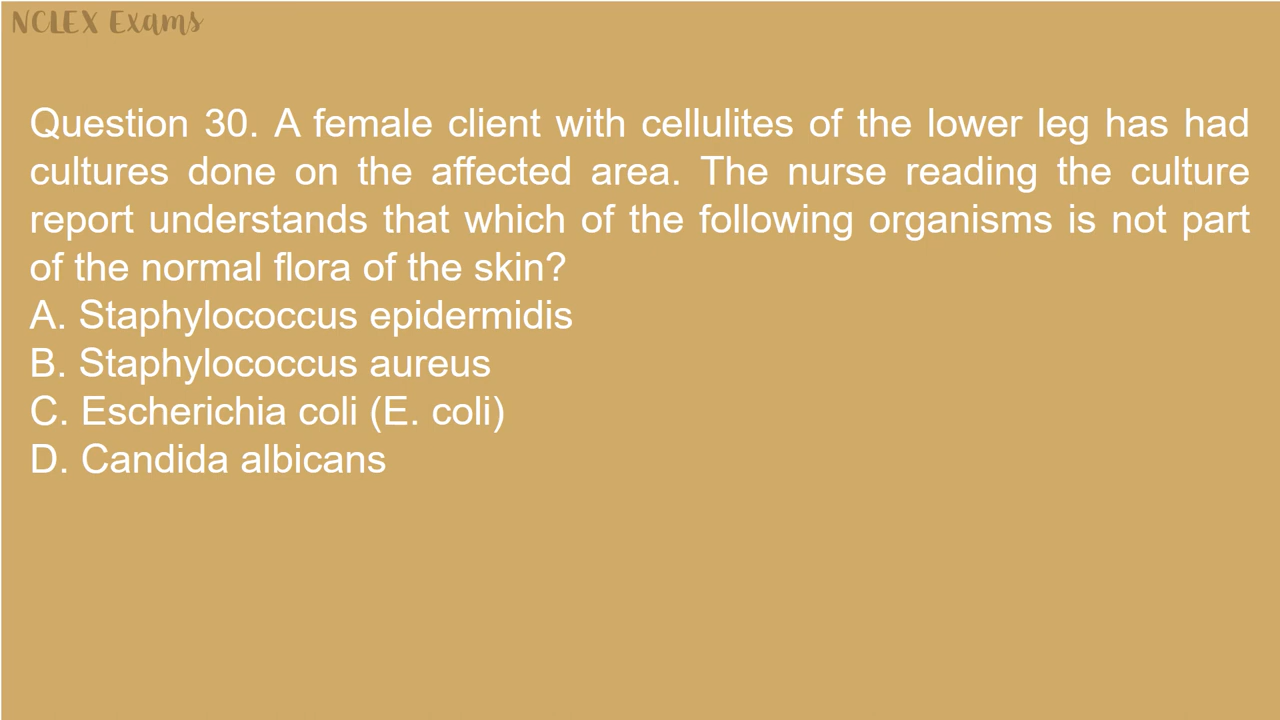 NCLEX Exams
Question 30. A female client with cellulites of the lower leg has had
cultures done on the affected area. The nurse reading the culture
report understands that which of the following organisms is not part
of the normal flora of the skin?
A. Staphylococcus epidermidis
B. Staphylococcus aureus
C. Escherichia coli (E. coli)
D. Candida albicans